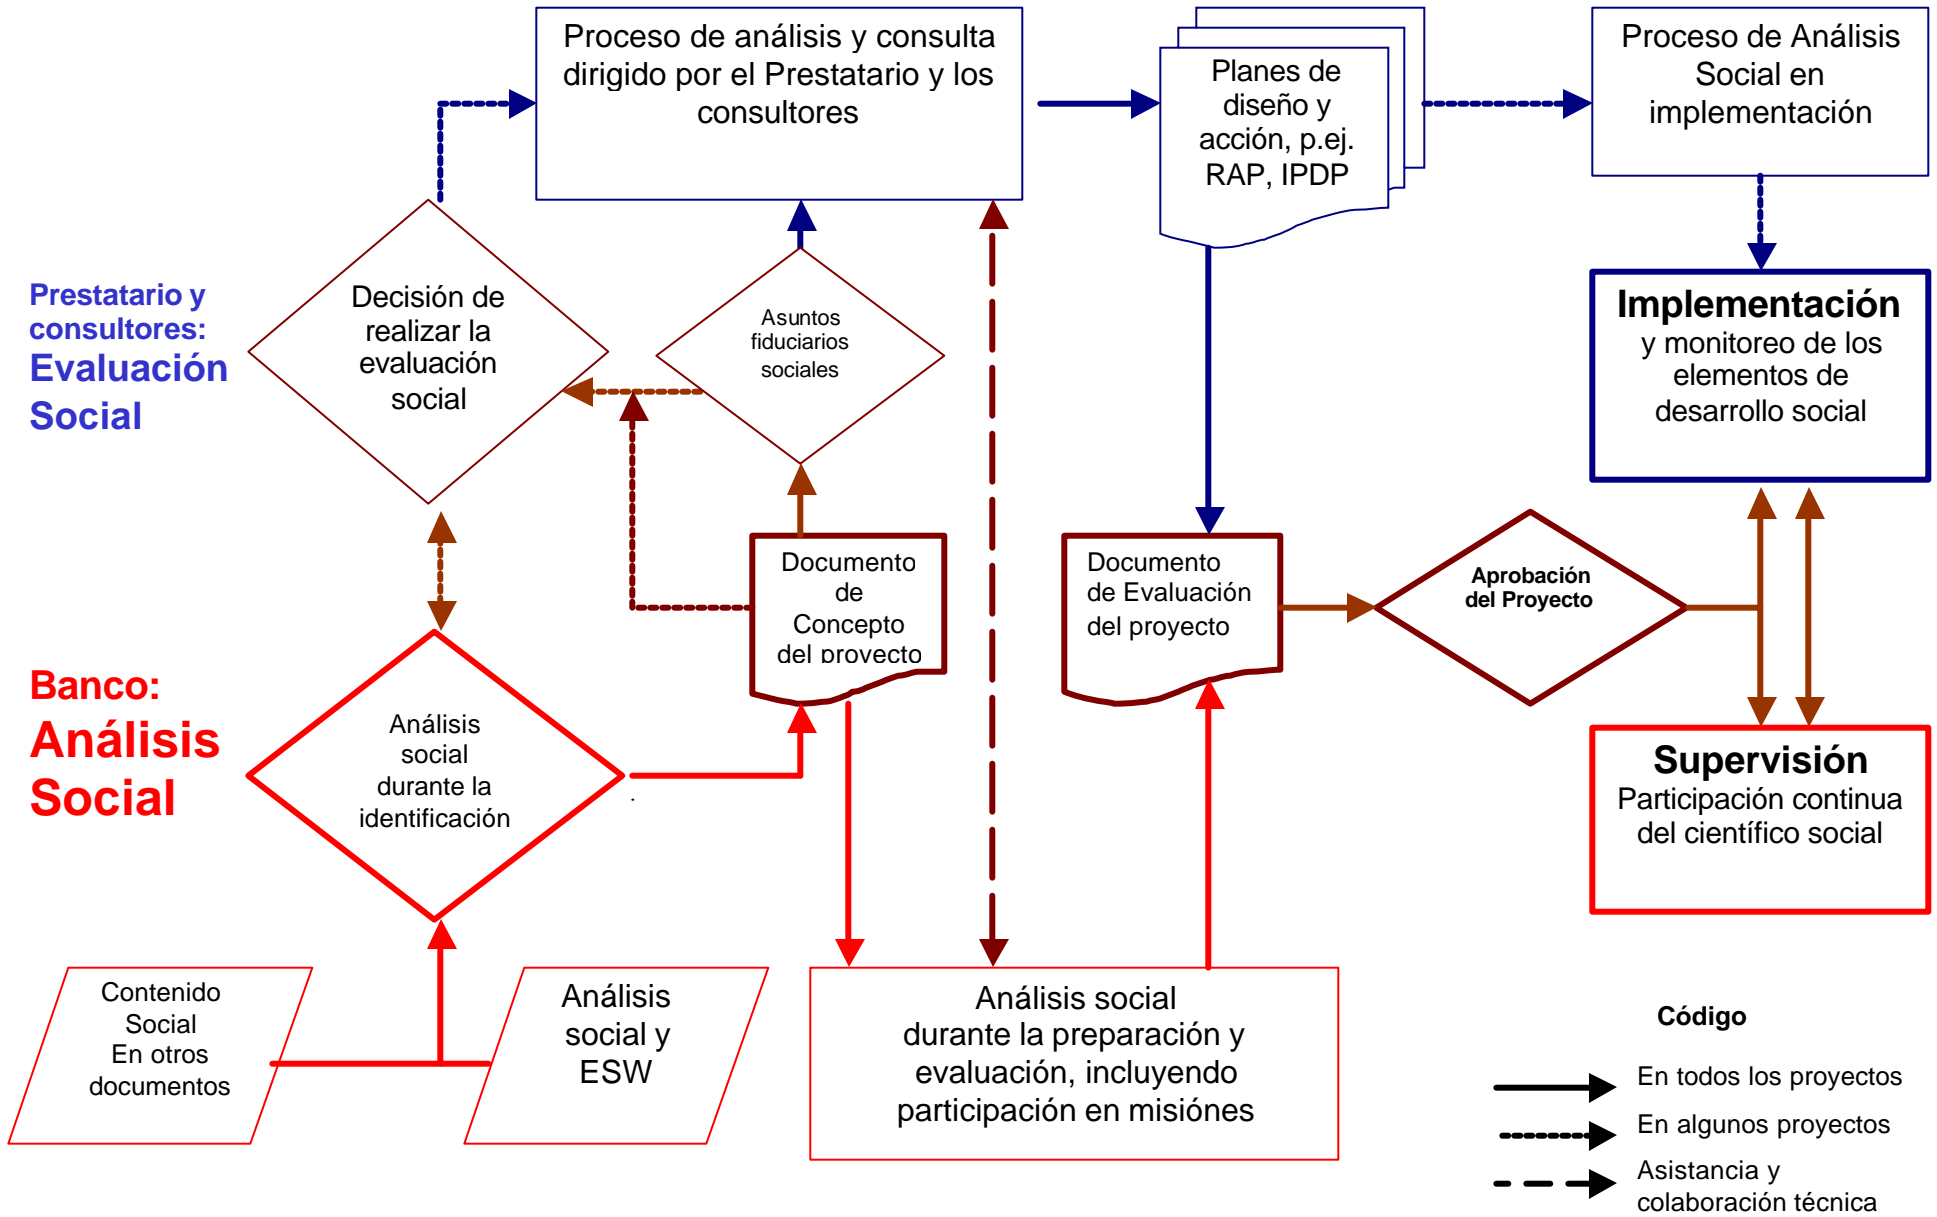 Proceso de análisis y consulta
dirigido por el Prestatario y los
consultores
Planes de
diseño y
acción, p.ej.
RAP, IPDP
Proceso de Análisis
Social en
implementación
Prestatario y
consultores:
Evaluación
Social
Decisión de
realizar la
evaluación
social
Asuntos
fiduciarios
sociales
Implementación
y monitoreo de los
elementos de
desarrollo social
Documento
de
Concepto
del proyecto
Documento
de Evaluación
del proyecto
Aprobación
del Proyecto
Banco:
Análisis
Social
Análisis
social
durante la
identificación
Supervisión
Participación continua
del científico social
Contenido
Social
En otros
documentos
Análisis
social y
ESW
Análisis social
durante la preparación y
evaluación, incluyendo
participación en misiónes
Código
En todos los proyectos
En algunos proyectos
Asistancia y
colaboración técnica